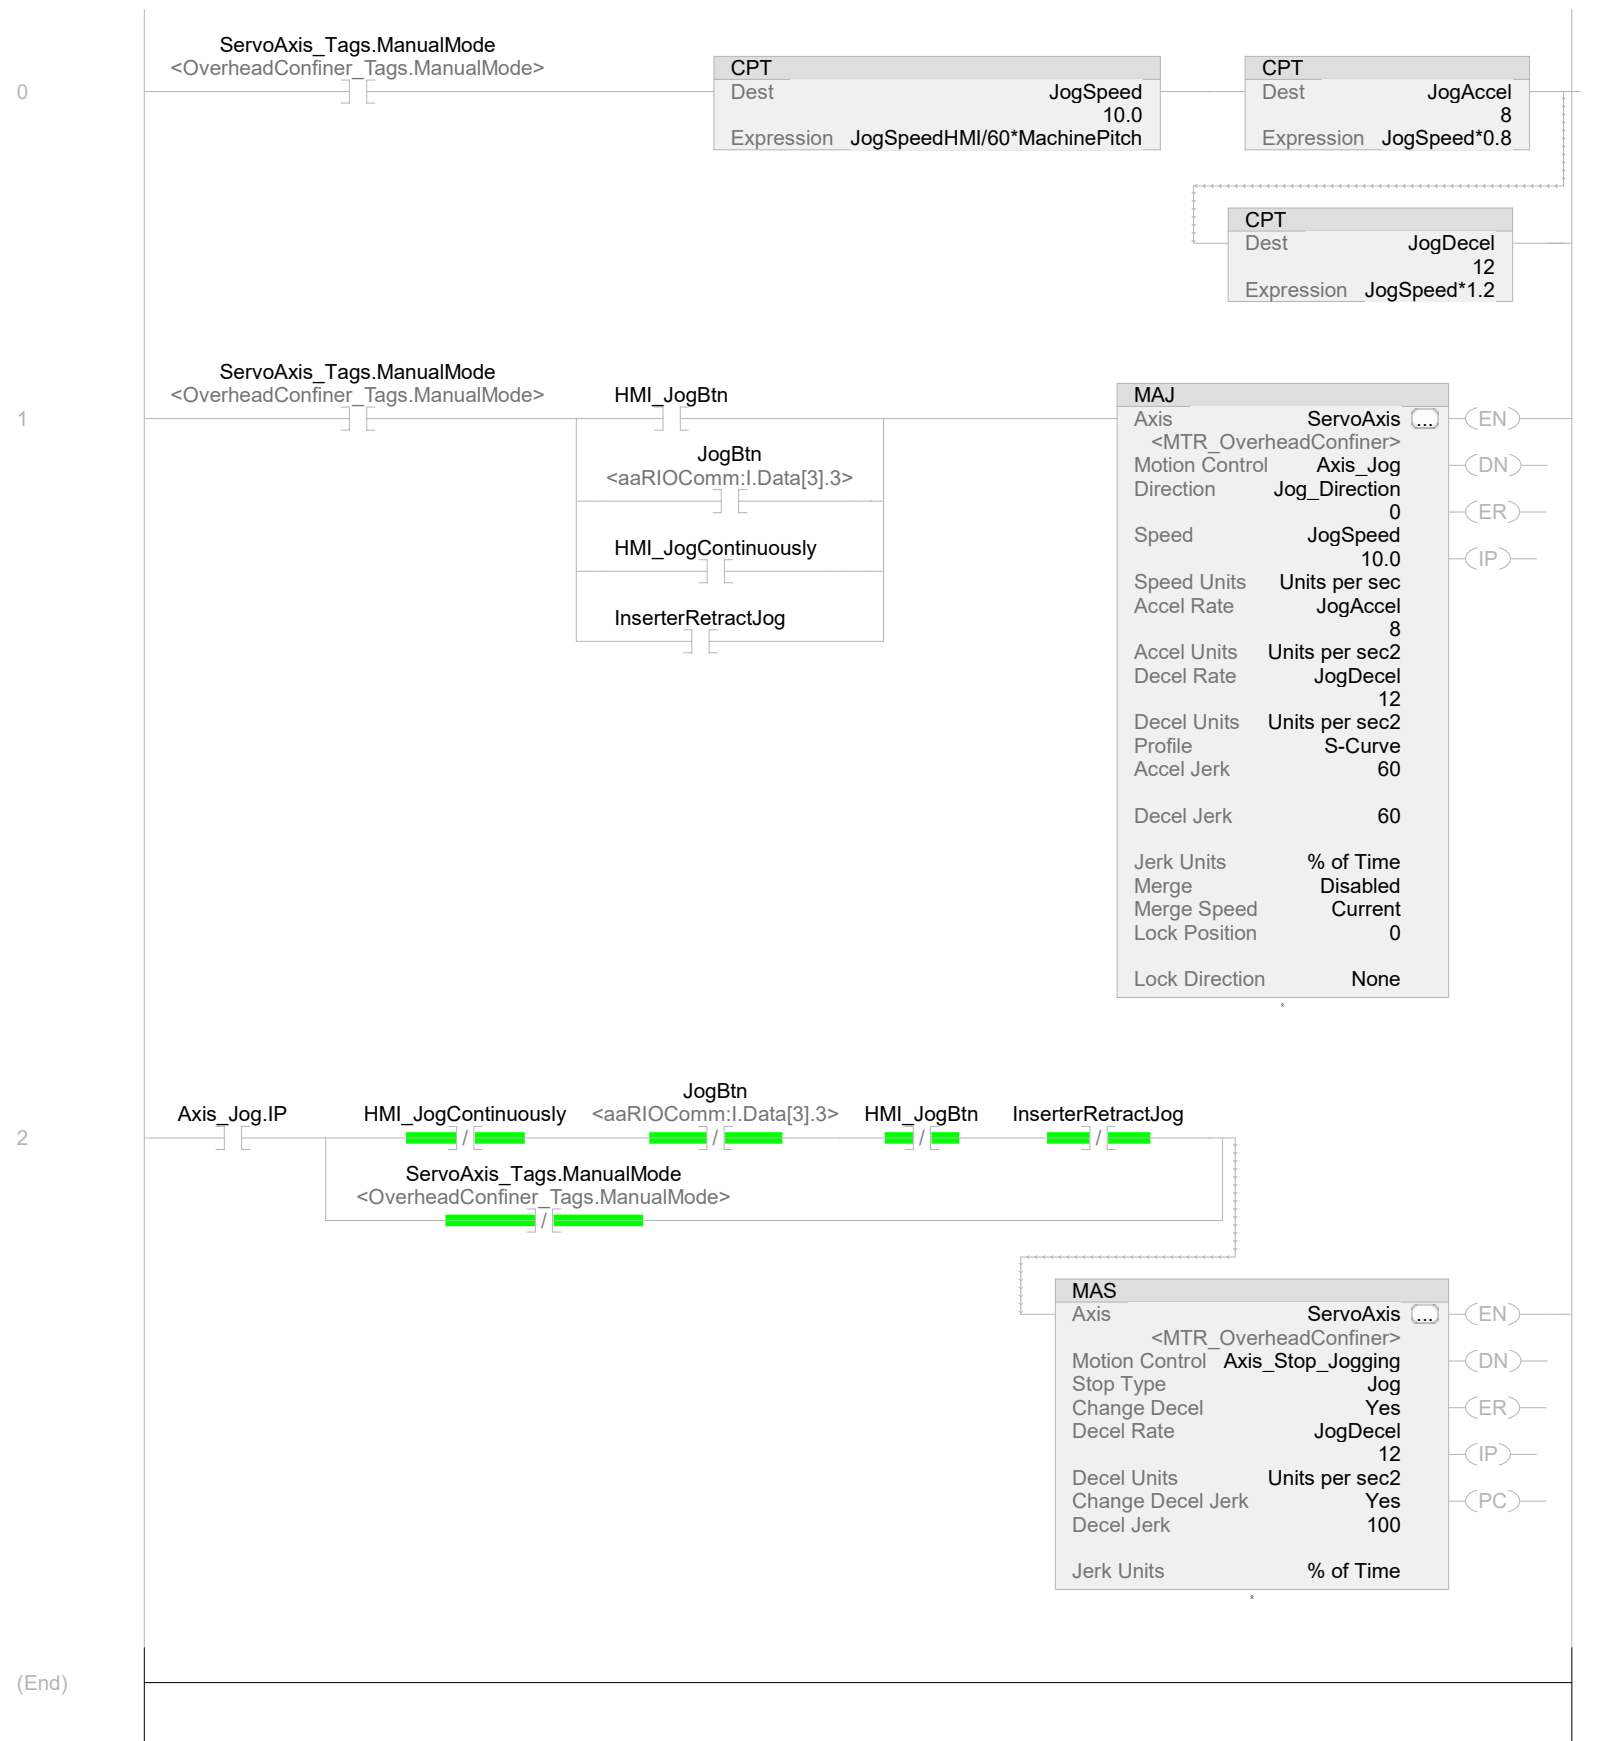 0
ServoAxis_Tags.ManualMode
<OverheadConfiner_Tags.ManualMode>
CPT
Dest JogSpeed
10.0
Expression JogSpeedHMI/60*MachinePitch
CPT
Dest JogAccel
8
Expression JogSpeed*0.8
CPT
Dest JogDecel
12
Expression JogSpeed*1.2
1
ServoAxis_Tags.ManualMode
<OverheadConfiner_Tags.ManualMode>
HMI_JogBtn
JogBtn
<aaRIOComm:I.Data[3].3>
HMI_JogContinuously
InserterRetractJog
MAJ
Axis ServoAxis ...
<MTR_OverheadConfiner>
Motion Control Axis_Jog
Direction Jog_Direction
0
Speed JogSpeed
10.0
Speed Units Units per sec
Accel Rate JogAccel
8
Accel Units Units per sec2
Decel Rate JogDecel
12
Decel Units Units per sec2
Profile S-Curve
Accel Jerk 60
Decel Jerk 60
Jerk Units % of Time
Merge Disabled
Merge Speed Current
Lock Position 0
Lock Direction None
EN
DN
ER
IP
2
Axis_Jog.IP
HMI_JogContinuously
JogBtn
<aaRIOComm:I.Data[3].3>
HMI_JogBtn
InserterRetractJog
ServoAxis_Tags.ManualMode
<OverheadConfiner_Tags.ManualMode>
MAS
Axis ServoAxis ...
<MTR_OverheadConfiner>
Motion Control Axis_Stop_Jogging
Stop Type Jog
Change Decel Yes
Decel Rate JogDecel
12
Decel Units Units per sec2
Change Decel Jerk Yes
Decel Jerk 100
Jerk Units % of Time
EN
DN
ER
IP
PC
(End)